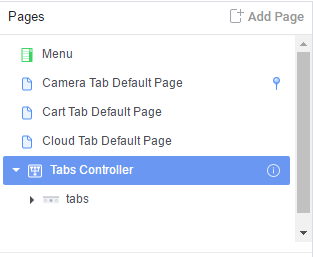 Pages Add Page
Menu
Camera Tab Default Page
Cart Tab Default Page
Cloud Tab Default Page
Tabs Controller
tabs